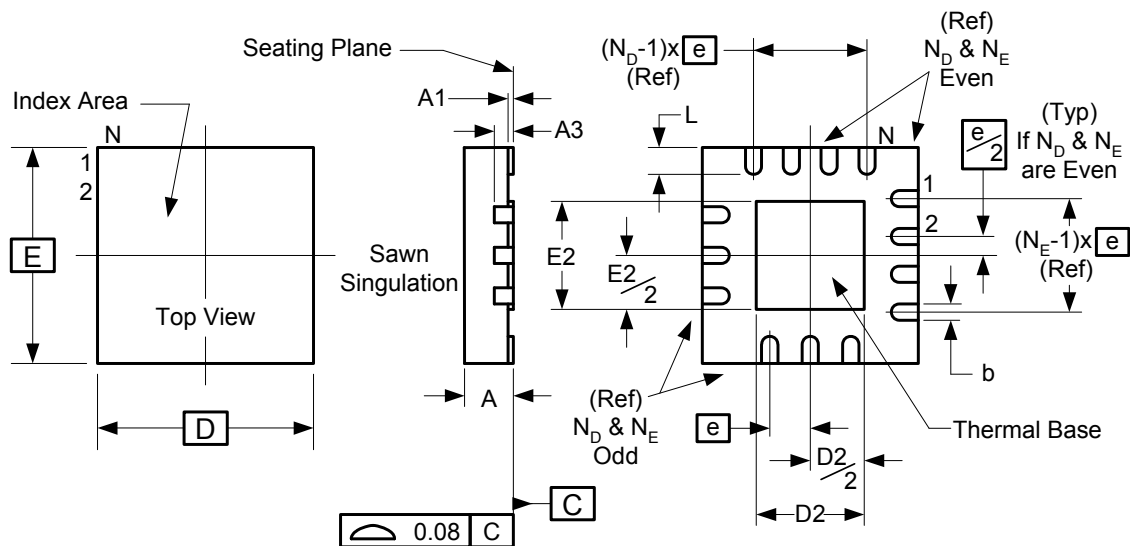 Seating Plane
Index Area
A1
A3
N
1
2
E
Top View
D
Sawn
Singulation
A
0.08 C
C
(N_D-1)x e
(Ref)
(Ref)
N_D & N_E
Even
L
N
e/2
(Typ)
If N_D & N_E
are Even
1
2
(N_E-1)x e
(Ref)
E2
E2/2
b
(Ref)
N_D & N_E
Odd
e
Thermal Base
D2/2
D2